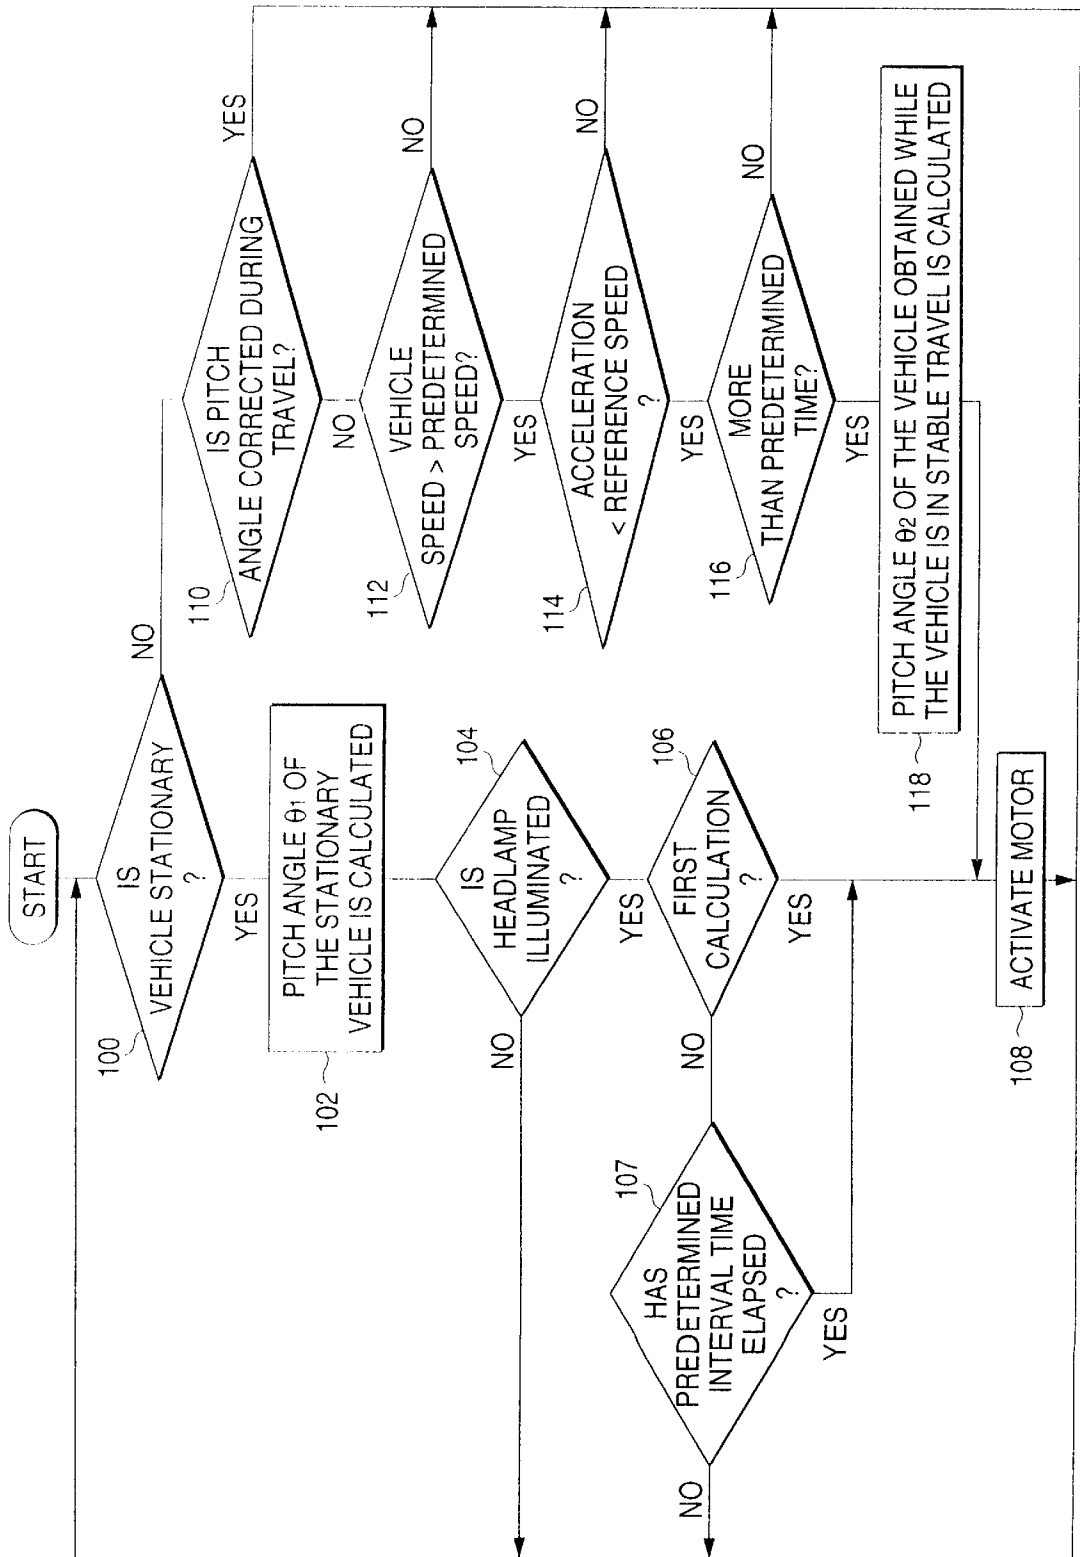 START
IS
VEHICLE STATIONARY
?
100
NO
YES
PITCH ANGLE θ1 OF
THE STATIONARY
VEHICLE IS CALCULATED
102
IS
HEADLAMP
ILLUMINATED
?
104
NO
YES
FIRST
CALCULATION
?
106
NO
YES
HAS
PREDETERMINED
INTERVAL TIME
ELAPSED
?
107
NO
YES
ACTIVATE MOTOR
108
IS PITCH
ANGLE CORRECTED DURING
TRAVEL?
110
YES
NO
VEHICLE
SPEED > PREDETERMINED
SPEED?
112
NO
YES
ACCELERATION
< REFERENCE SPEED
?
114
NO
YES
MORE
THAN PREDETERMINED
TIME?
116
NO
YES
PITCH ANGLE θ2 OF THE VEHICLE OBTAINED WHILE
THE VEHICLE IS IN STABLE TRAVEL IS CALCULATED
118